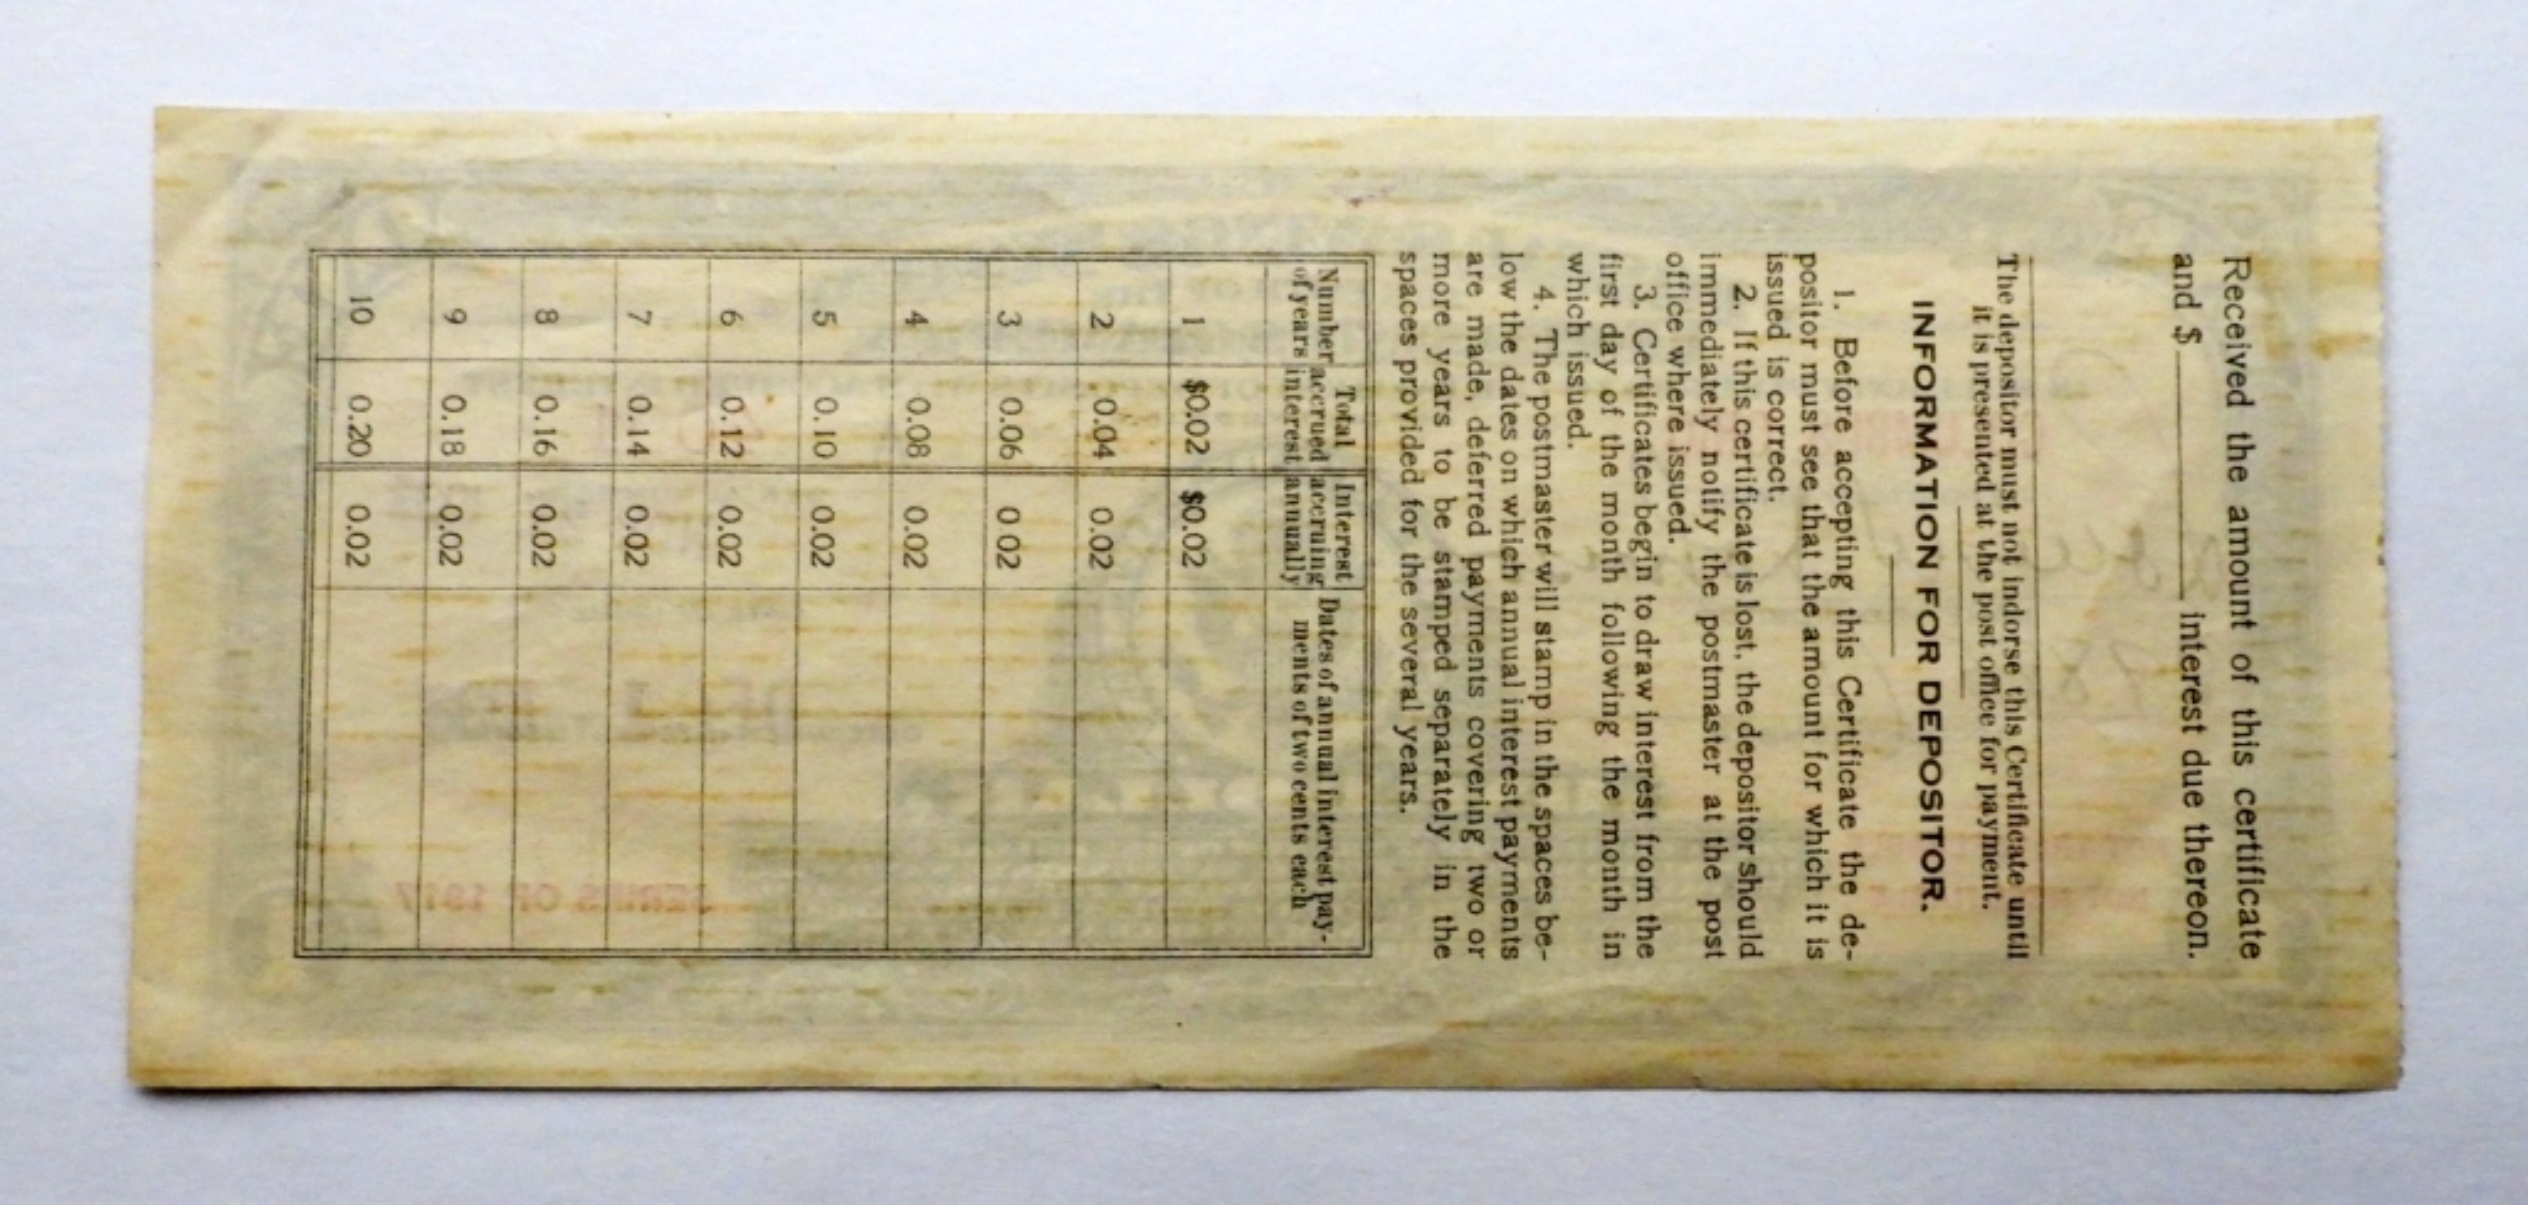 Received the amount of this certificate
and $ interest due thereon.
The depositor must not indorse this Certificate until
it is presented at the post office for payment.
INFORMATION FOR DEPOSITOR.
1. Before accepting this Certificate the de-
positor must see that the amount for which it is
issued is correct.
2. If this certificate is lost, the depositor should
immediately notify the postmaster at the post
office where issued.
3. Certificates begin to draw interest from the
first day of the month following the month in
which issued.
4. The postmaster will stamp in the spaces be-
low the dates on which annual interest payments
are made, deferred payments covering two or
more years to be stamped separately in the
spaces provided for the several years.
Number of years Total accrued interest Interest accruing annually Dates of annual interest pay-ments of two cents each
1 $0.02 $0.02
2 0.04 0.02
3 0.06 0 02
4 0.08 0.02
5 0.10 0.02
6 0.12 0.02
7 0.14 0.02
8 0.16 0.02
9 0.18 0.02
10 0.20 0.02
SERIES OF 1917